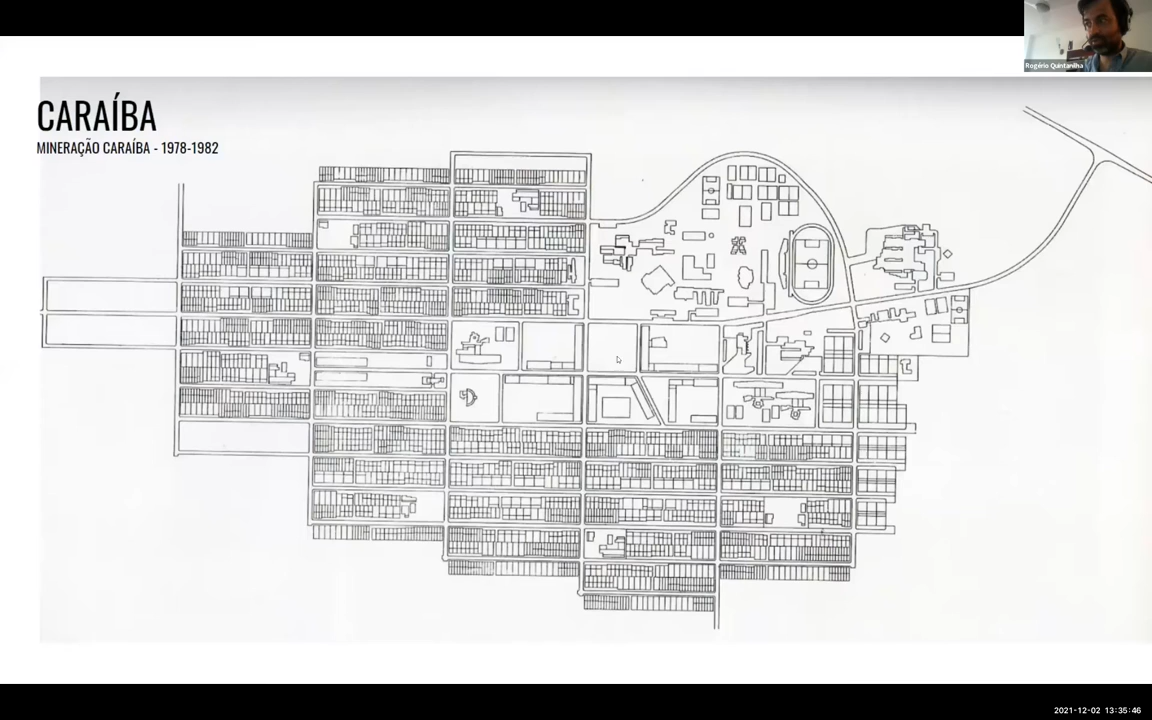 Rogério Quintanilha
CARAÍBA
MINERAÇÃO CARAÍBA - 1978-1982
2021-12-02 13:35:46